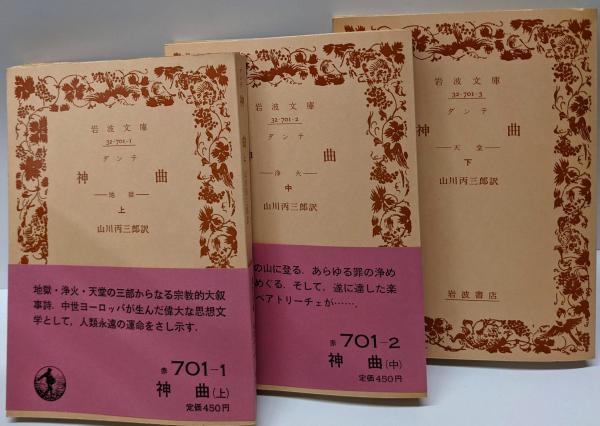 岩波文庫
32-701-1
ダンテ
神曲
—地獄—
上
山川丙三郎訳
地獄・浄火・天堂の三部からなる宗教的大叙
事詩．中世ヨーロッパが生んだ偉大な思想文
学として，人類永遠の運命をさし示す．
赤 701-1
神曲(上)
定価450円
岩波文庫
32-701-2
ダンテ
曲
—浄火—
中
山川丙三郎訳
の山に登る．あらゆる罪の浄め
めぐる．そして，遂に達した楽
ベアトリーチェが……．
赤 701-2
神曲(中)
定価450円
岩波文庫
32-701-3
ダンテ
神曲
—天堂—
下
山川丙三郎訳
岩波書店